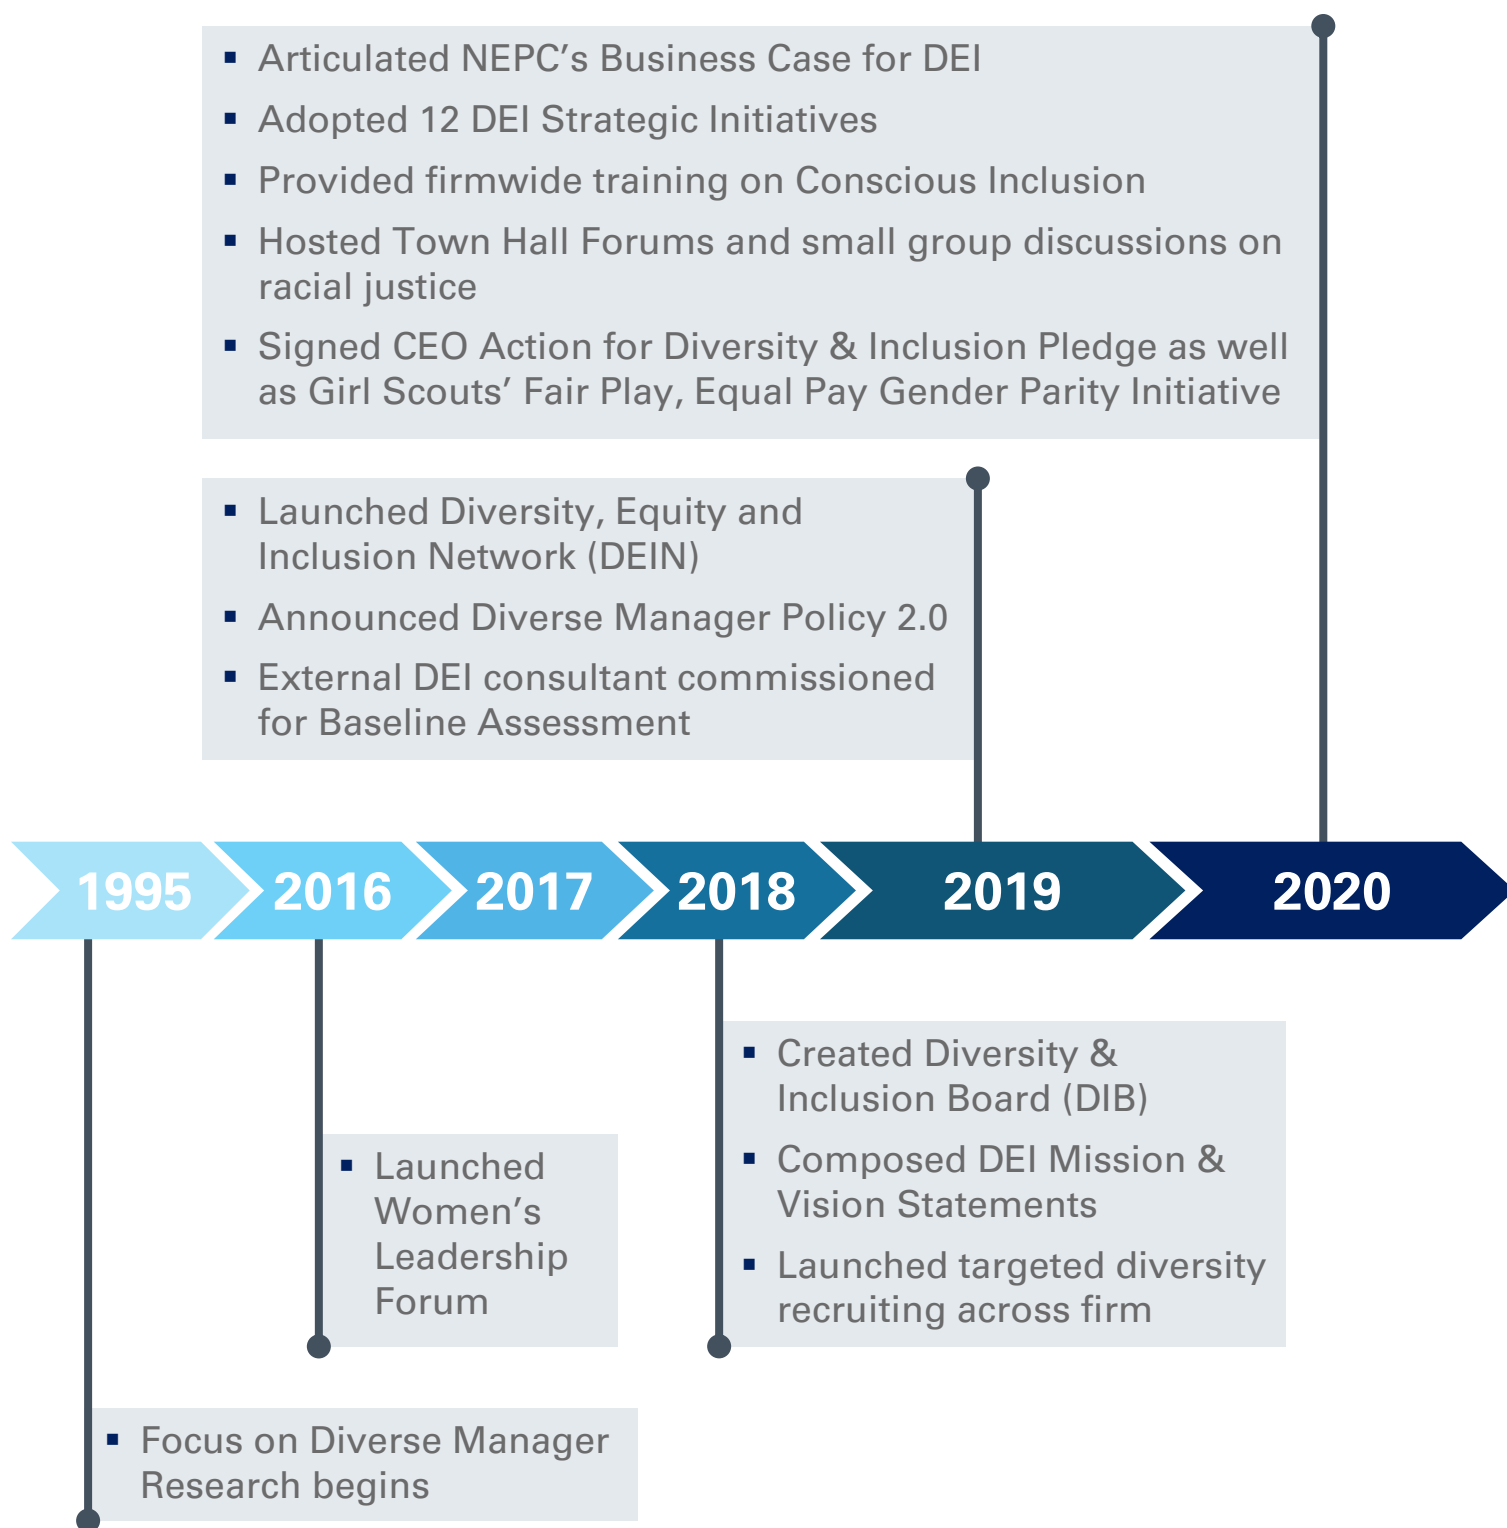 ▪ Articulated NEPC’s Business Case for DEI
▪ Adopted 12 DEI Strategic Initiatives
▪ Provided firmwide training on Conscious Inclusion
▪ Hosted Town Hall Forums and small group discussions on
racial justice
▪ Signed CEO Action for Diversity & Inclusion Pledge as well
as Girl Scouts’ Fair Play, Equal Pay Gender Parity Initiative
▪ Launched Diversity, Equity and
Inclusion Network (DEIN)
▪ Announced Diverse Manager Policy 2.0
▪ External DEI consultant commissioned
for Baseline Assessment
1995 2016 2017 2018 2019 2020
▪ Created Diversity &
Inclusion Board (DIB)
▪ Composed DEI Mission &
Vision Statements
▪ Launched targeted diversity
recruiting across firm
▪ Launched
Women’s
Leadership
Forum
▪ Focus on Diverse Manager
Research begins